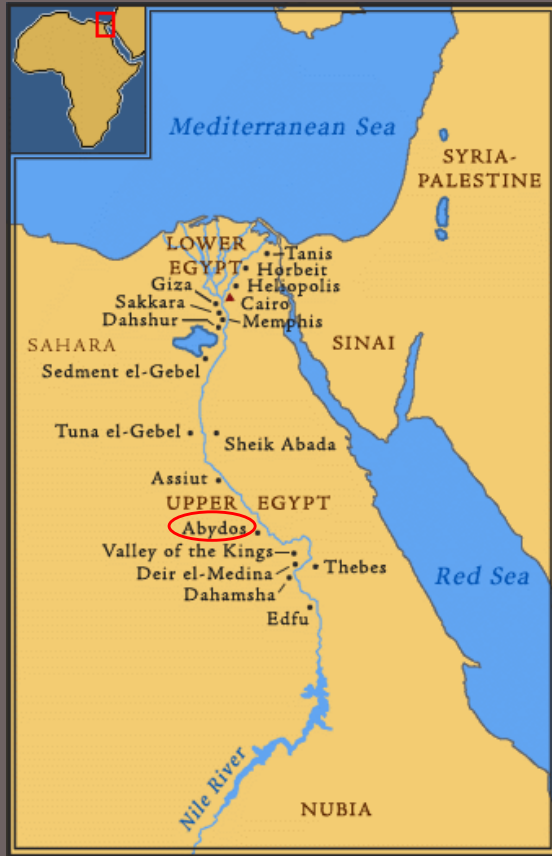 Mediterranean Sea
SYRIA-
PALESTINE
LOWER
EGYPT
Tanis
Horbeit
Heliopolis
Giza
Cairo
Sakkara
Memphis
Dahshur
SAHARA
SINAI
Sedment el-Gebel
Tuna el-Gebel
Sheik Abada
Assiut
UPPER EGYPT
Abydos
Valley of the Kings
Deir el-Medina
Thebes
Dahamsha
Red Sea
Edfu
Nile River
NUBIA